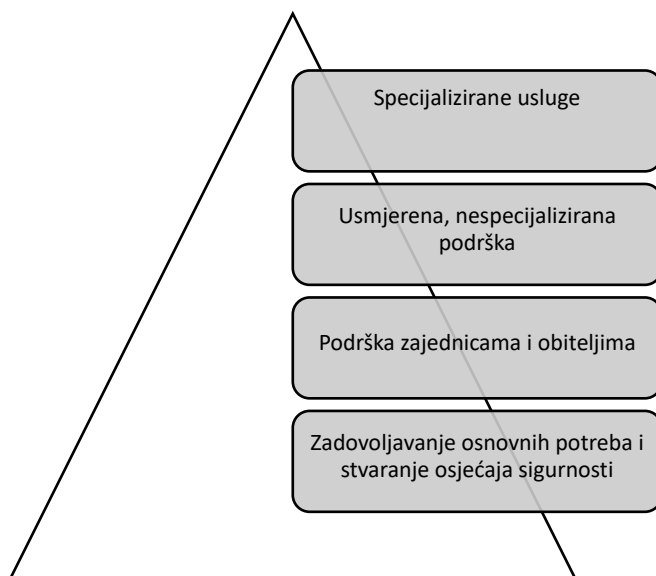 Specijalizirane usluge
Usmjerena, nespecijalizirana
podrška
Podrška zajednicama i obiteljima
Zadovoljavanje osnovnih potreba i
stvaranje osjećaja sigurnosti